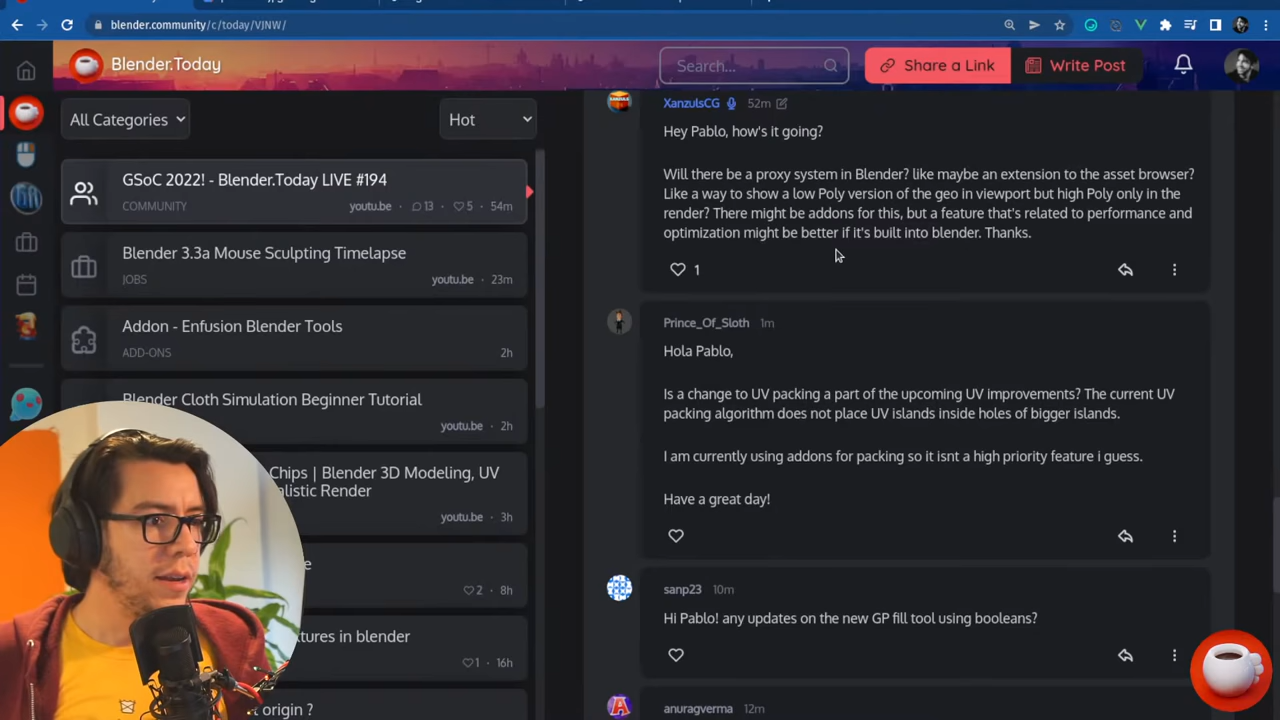 blender.community/c/today/VJNW/
Blender.Today
Search...
Share a Link
Write Post
All Categories
Hot
GSoC 2022! - Blender.Today LIVE #194
COMMUNITY
youtu.be · 13 · 5 · 54m
Blender 3.3a Mouse Sculpting Timelapse
JOBS
youtu.be · 23m
Addon - Enfusion Blender Tools
ADD-ONS
2h
Blender Cloth Simulation Beginner Tutorial
youtu.be · 2h
Chips | Blender 3D Modeling, UV
listic Render
youtu.be · 3h
2 · 8h
tures in blender
1 · 16h
t origin ?
XanzulsCG 52m
Hey Pablo, how's it going?
Will there be a proxy system in Blender? like maybe an extension to the asset browser?
Like a way to show a low Poly version of the geo in viewport but high Poly only in the
render? There might be addons for this, but a feature that's related to performance and
optimization might be better if it's built into blender. Thanks.
1
Prince_Of_Sloth 1m
Hola Pablo,
Is a change to UV packing a part of the upcoming UV improvements? The current UV
packing algorithm does not place UV islands inside holes of bigger islands.
I am currently using addons for packing so it isnt a high priority feature i guess.
Have a great day!
sanp23 10m
Hi Pablo! any updates on the new GP fill tool using booleans?
anuragverma 12m